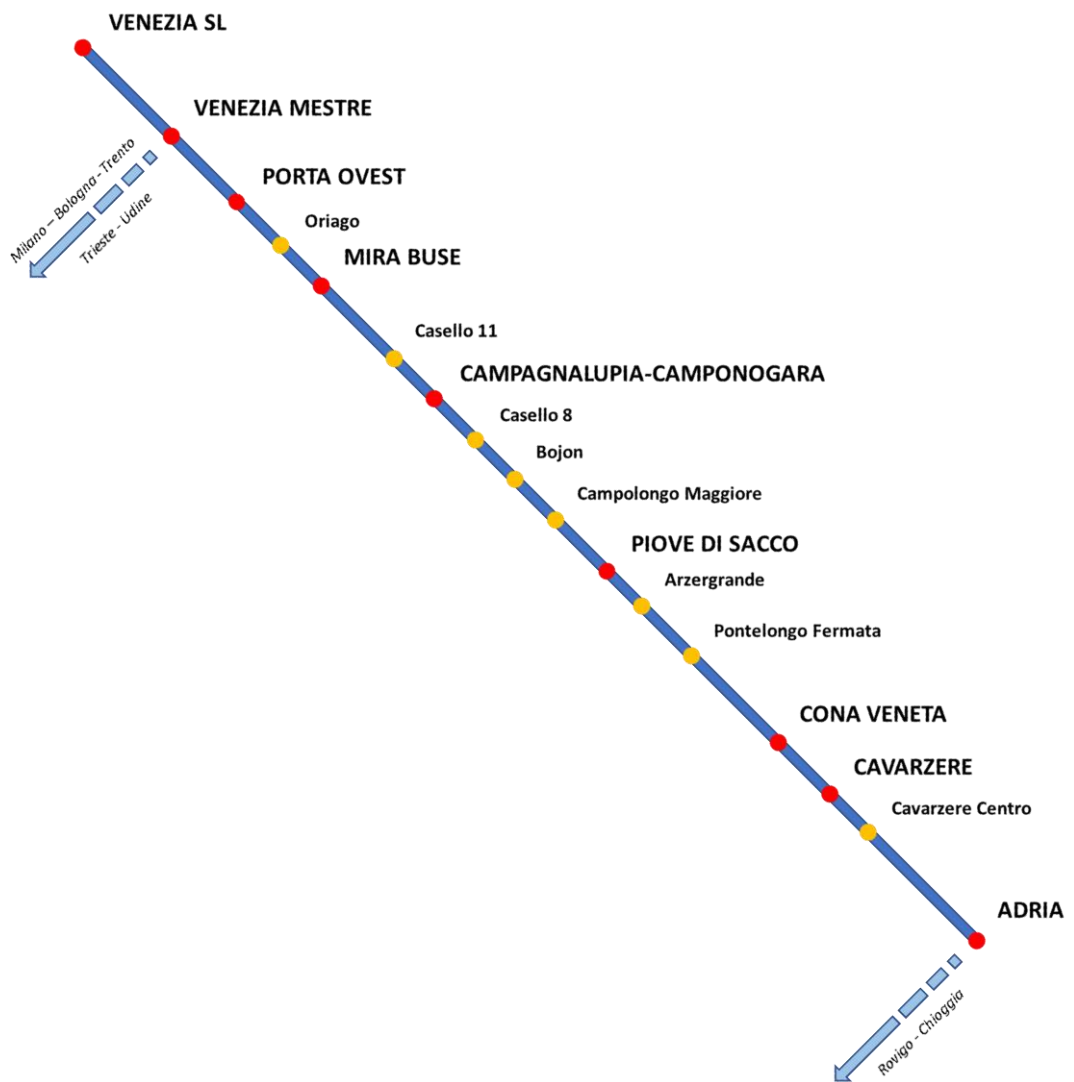 VENEZIA SL
VENEZIA MESTRE
Milano – Bologna - Trento
Trieste - Udine
PORTA OVEST
Oriago
MIRA BUSE
Casello 11
CAMPAGNALUPIA-CAMPONOGARA
Casello 8
Bojon
Campolongo Maggiore
PIOVE DI SACCO
Arzergrande
Pontelongo Fermata
CONA VENETA
CAVARZERE
Cavarzere Centro
ADRIA
Rovigo - Chioggia